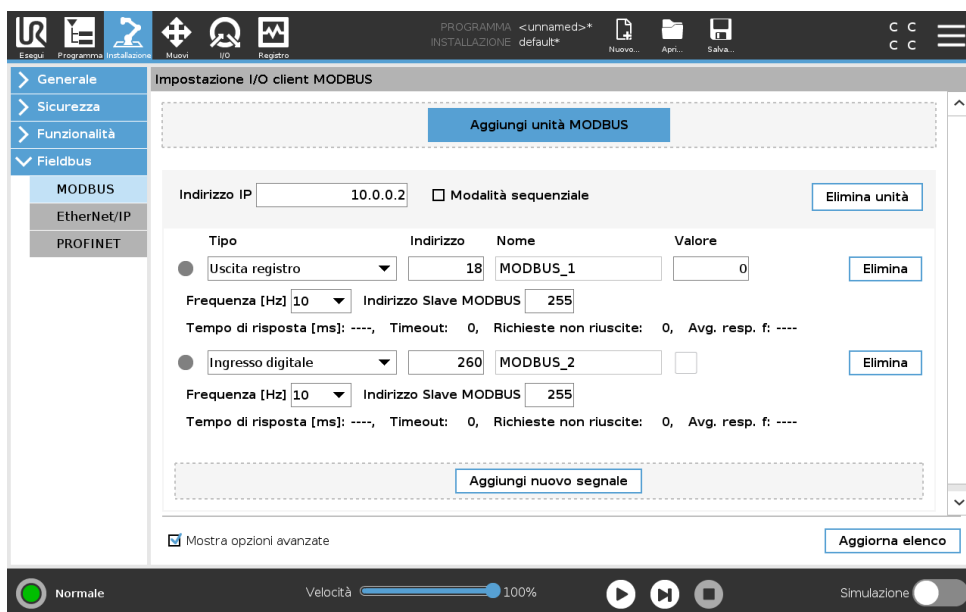 PROGRAMMA <unnamed>*
INSTALLAZIONE default*
UR
Esegui Programma Installazione Muovi I/O Registro Nuovo... Apri... Salva...
C C
C C
Generale
Sicurezza
Funzionalità
Fieldbus
MODBUS
EtherNet/IP
PROFINET
Impostazione I/O client MODBUS
Aggiungi unità MODBUS
Indirizzo IP 10.0.0.2 Modalità sequenziale Elimina unità
Tipo Indirizzo Nome Valore
Uscita registro 18 MODBUS_1 0 Elimina
Frequenza [Hz] 10 Indirizzo Slave MODBUS 255
Tempo di risposta [ms]: ----, Timeout: 0, Richieste non riuscite: 0, Avg. resp. f: ----
Ingresso digitale 260 MODBUS_2 Elimina
Frequenza [Hz] 10 Indirizzo Slave MODBUS 255
Tempo di risposta [ms]: ----, Timeout: 0, Richieste non riuscite: 0, Avg. resp. f: ----
Aggiungi nuovo segnale
Mostra opzioni avanzate Aggiorna elenco
Normale Velocità 100% Simulazione